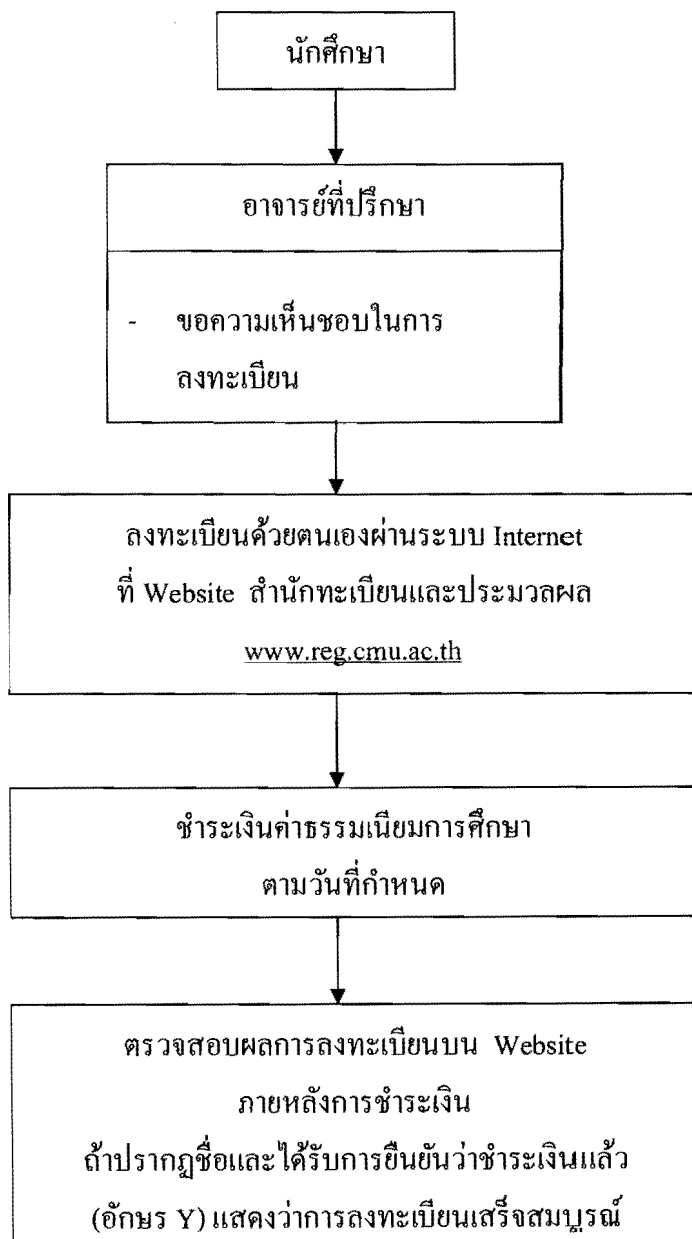 นักศึกษา
อาจารย์ที่ปรึกษา
- ขอความเห็นชอบในการ
ลงทะเบียน
ลงทะเบียนด้วยตนเองผ่านระบบ Internet
ที่ Website สำนักทะเบียนและประมวลผล
www.reg.cmu.ac.th
ชำระเงินค่าธรรมเนียมการศึกษา
ตามวันที่กำหนด
ตรวจสอบผลการลงทะเบียนบน Website
ภายหลังการชำระเงิน
ถ้าปรากฏชื่อและได้รับการยืนยันว่าชำระเงินแล้ว
(อักษร Y) แสดงว่าการลงทะเบียนเสร็จสมบูรณ์